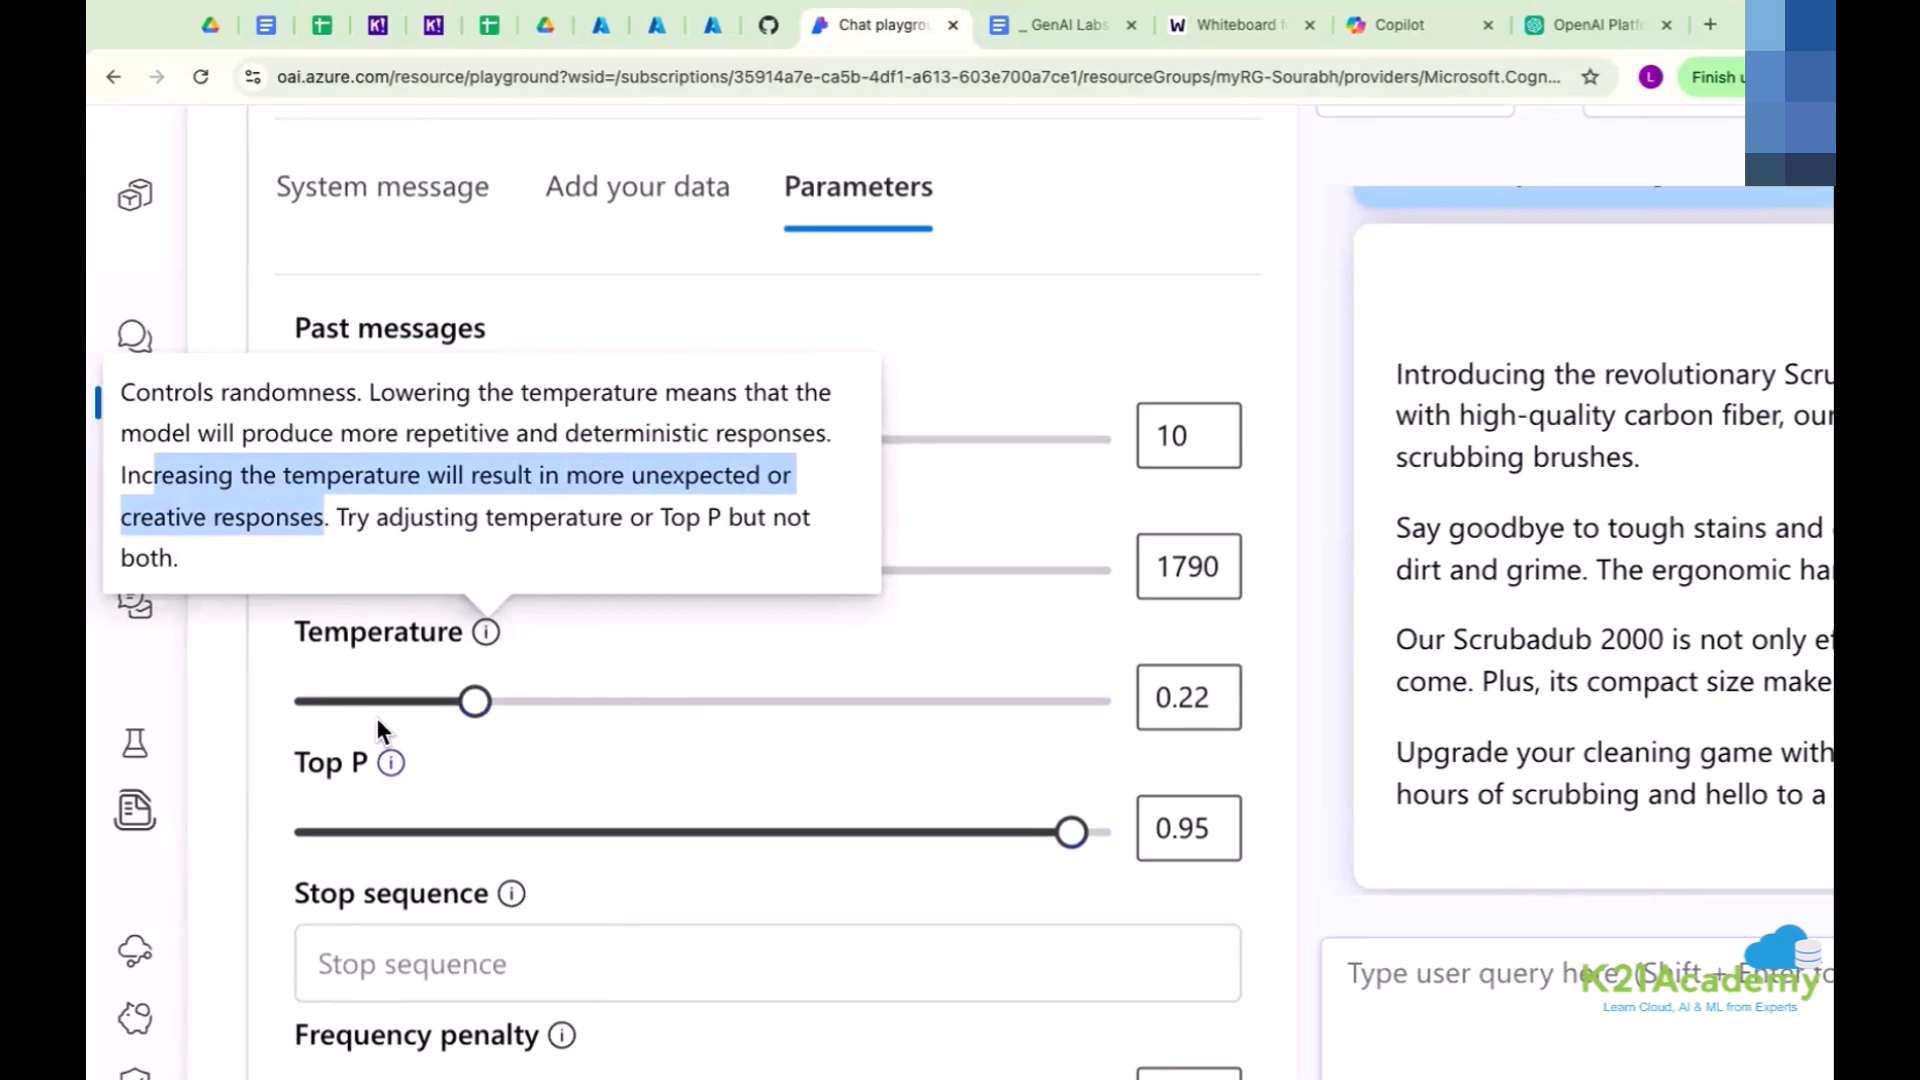 Chat playgrou
_ GenAI Labs
Whiteboard f
Copilot
OpenAI Platf
oai.azure.com/resource/playground?wsid=/subscriptions/35914a7e-ca5b-4df1-a613-603e700a7ce1/resourceGroups/myRG-Sourabh/providers/Microsoft.Cogn...
L
Finish u
System message
Add your data
Parameters
Past messages
10
Controls randomness. Lowering the temperature means that the
model will produce more repetitive and deterministic responses.
Increasing the temperature will result in more unexpected or
creative responses. Try adjusting temperature or Top P but not
both.
1790
Temperature
0.22
Top P
0.95
Stop sequence
Stop sequence
Frequency penalty
Introducing the revolutionary Scru
with high-quality carbon fiber, our
scrubbing brushes.
Say goodbye to tough stains and
dirt and grime. The ergonomic ha
Our Scrubadub 2000 is not only ef
come. Plus, its compact size make
Upgrade your cleaning game with
hours of scrubbing and hello to a
Type user query here. (Shift + Enter to
K21Academy
Learn Cloud, AI & ML from Experts